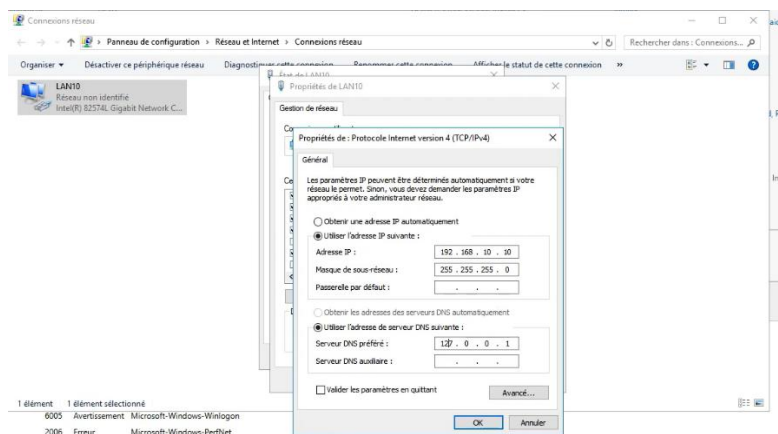 Connexions réseau
Panneau de configuration > Réseau et Internet > Connexions réseau
Rechercher dans : Connexions...
Organiser Désactiver ce périphérique réseau Diagnostiquer cette connexion Renommer cette connexion Afficher le statut de cette connexion »
LAN10
Réseau non identifié
Intel(R) 82574L Gigabit Network C...
État de LAN10
Propriétés de LAN10
Gestion de réseau
Propriétés de : Protocole Internet version 4 (TCP/IPv4)
Général
Les paramètres IP peuvent être déterminés automatiquement si votre
réseau le permet. Sinon, vous devez demander les paramètres IP
appropriés à votre administrateur réseau.
Obtenir une adresse IP automatiquement
Utiliser l'adresse IP suivante :
Adresse IP : 192 . 168 . 10 . 10
Masque de sous-réseau : 255 . 255 . 255 . 0
Passerelle par défaut : . . .
Obtenir les adresses des serveurs DNS automatiquement
Utiliser l'adresse de serveur DNS suivante :
Serveur DNS préféré : 127 . 0 . 0 . 1
Serveur DNS auxiliaire : . . .
Valider les paramètres en quittant
Avancé...
OK Annuler
1 élément 1 élément sélectionné
6005 Avertissement Microsoft-Windows-Winlogon
2006 Erreur Microsoft-Windows-PerfNet